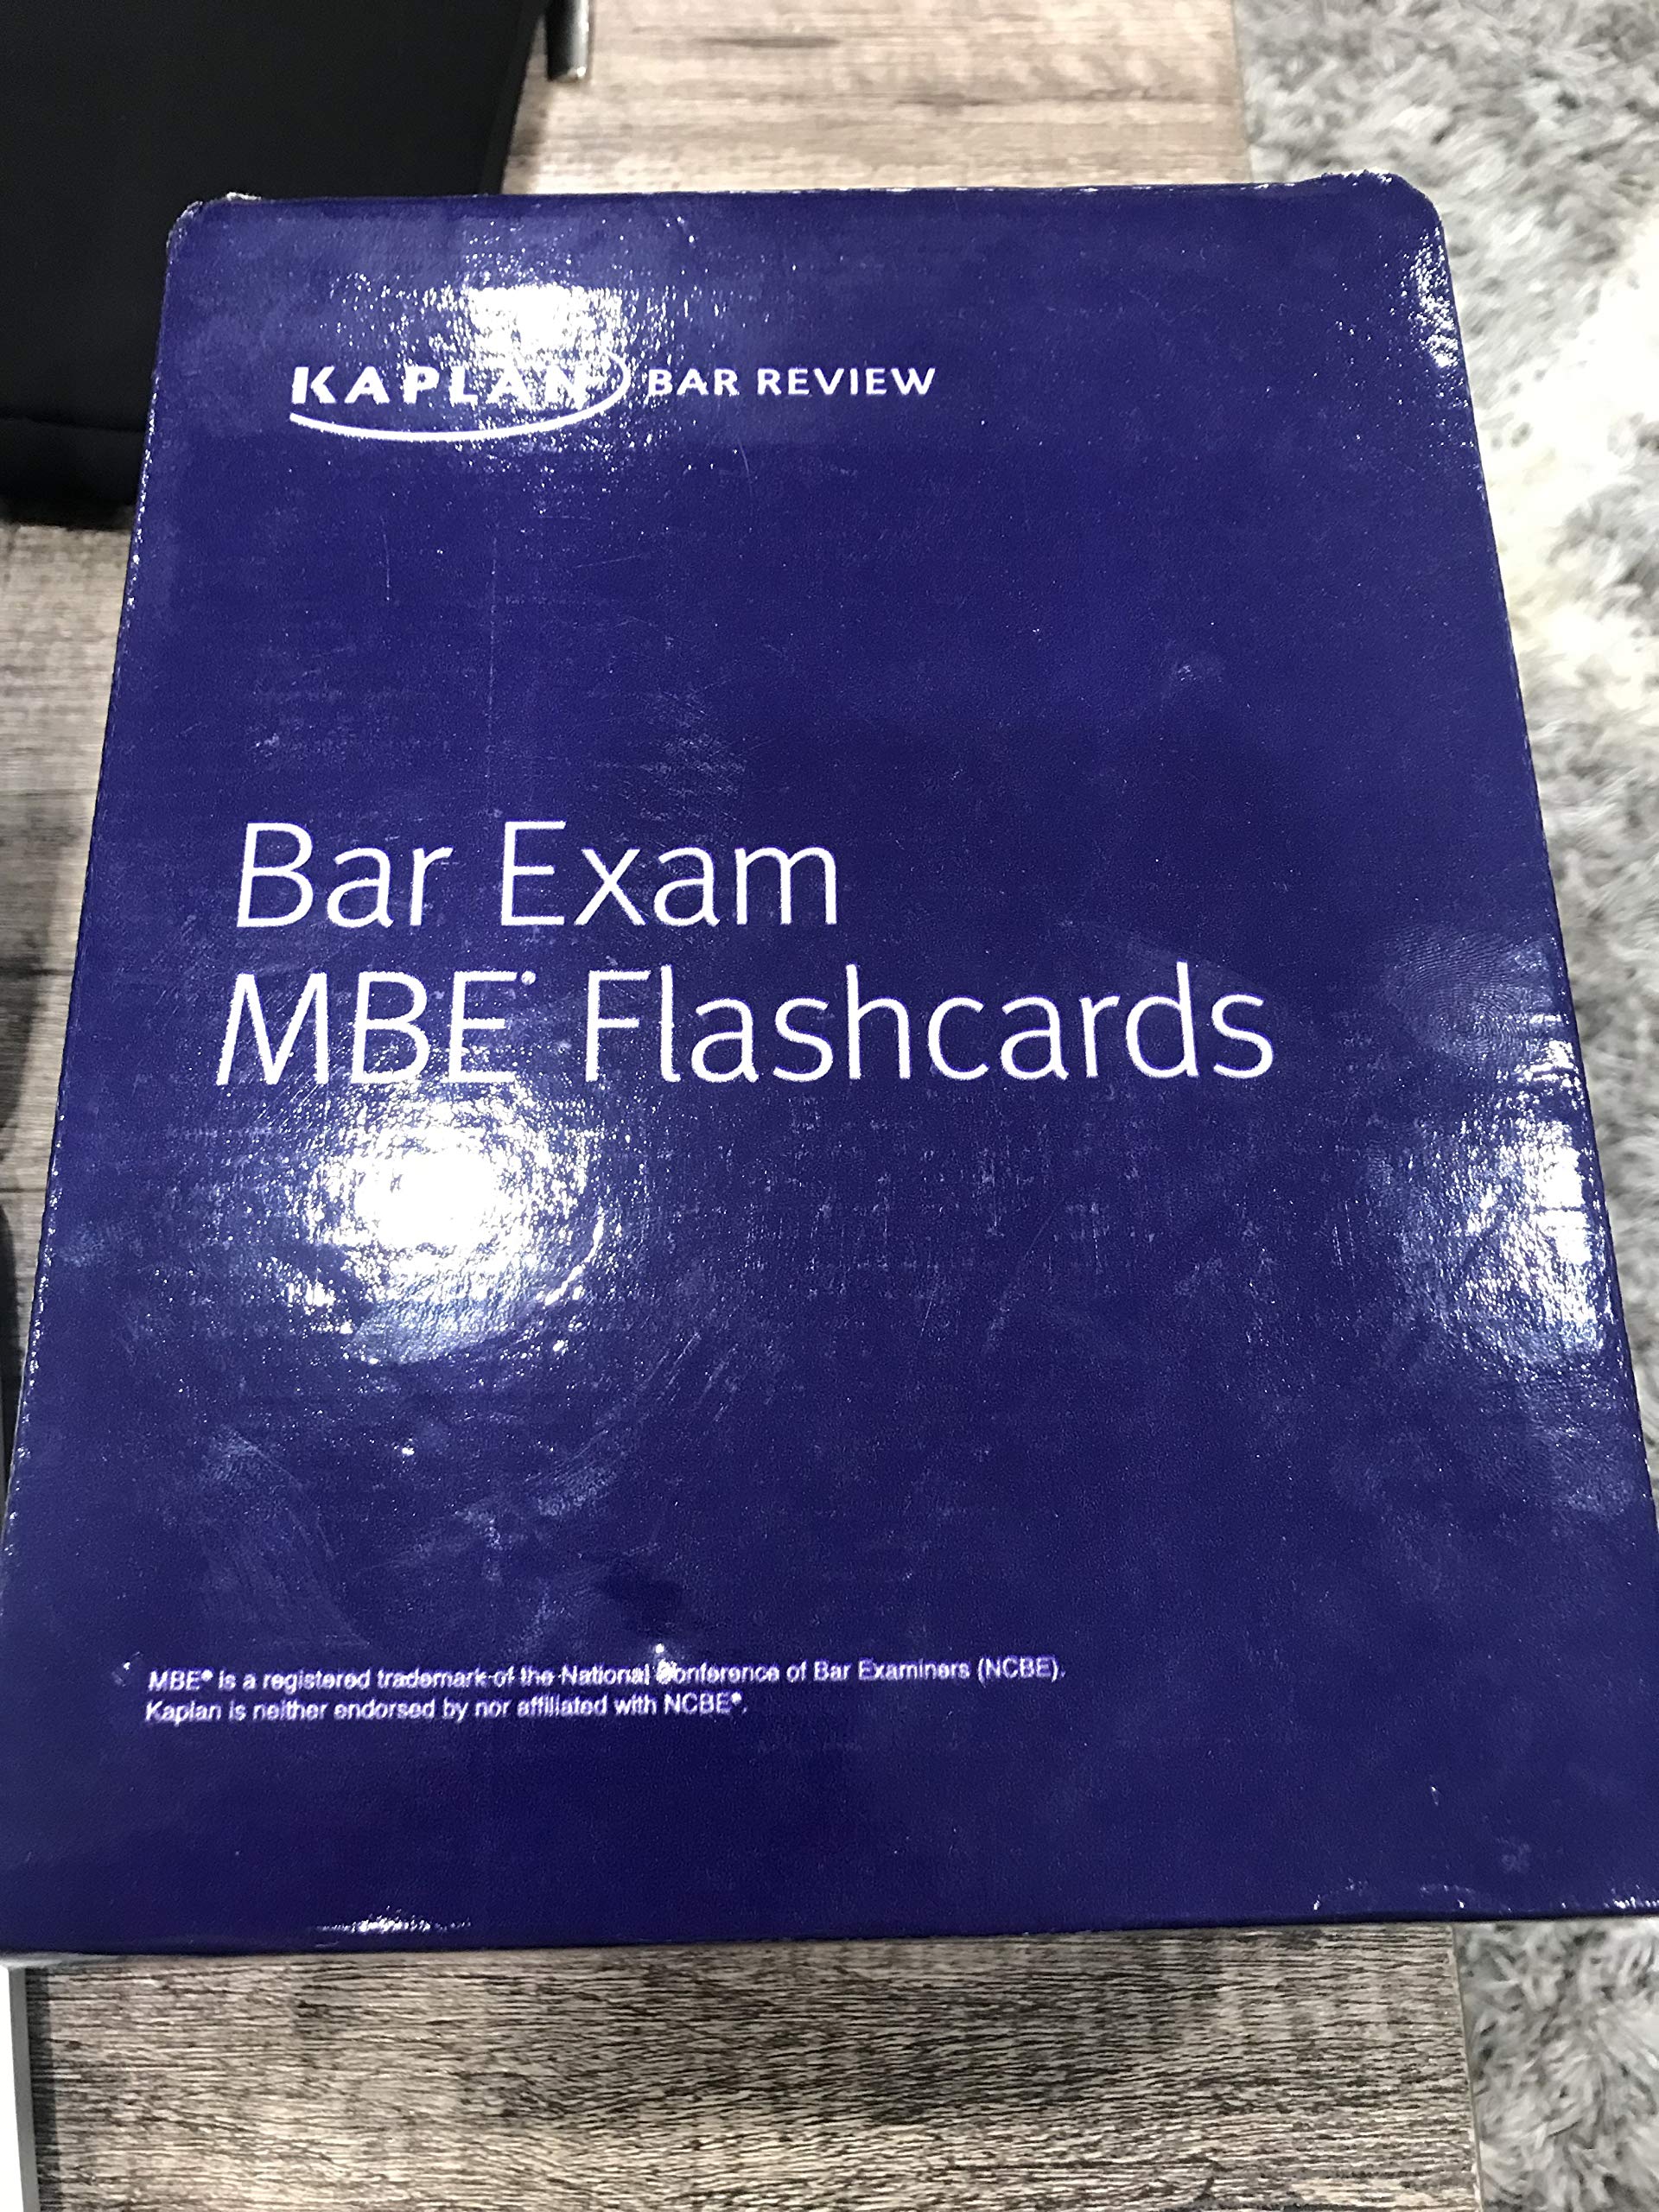 KAPLAN BAR REVIEW
Bar Exam
MBE® Flashcards
MBE® is a registered trademark of the National Conference of Bar Examiners (NCBE).
Kaplan is neither endorsed by nor affiliated with NCBE®.